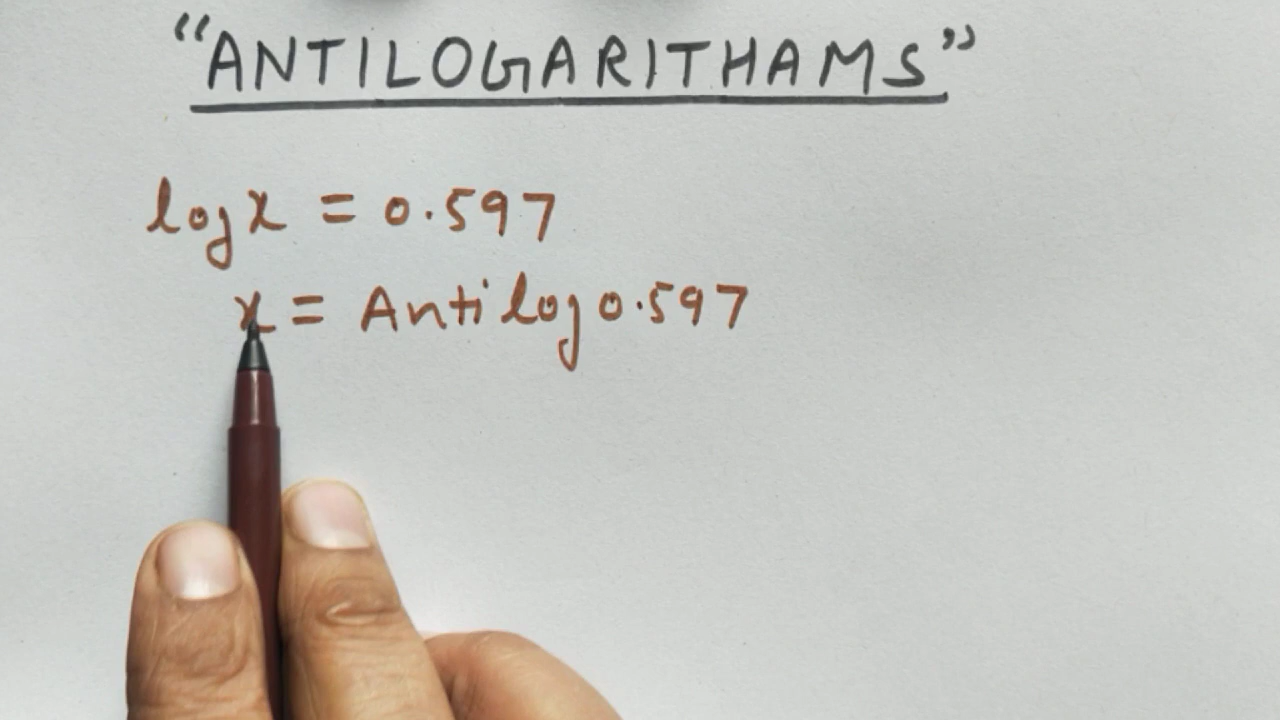 “ANTILOGARITHAMS”
log x = 0.597
x = Antilog 0.597